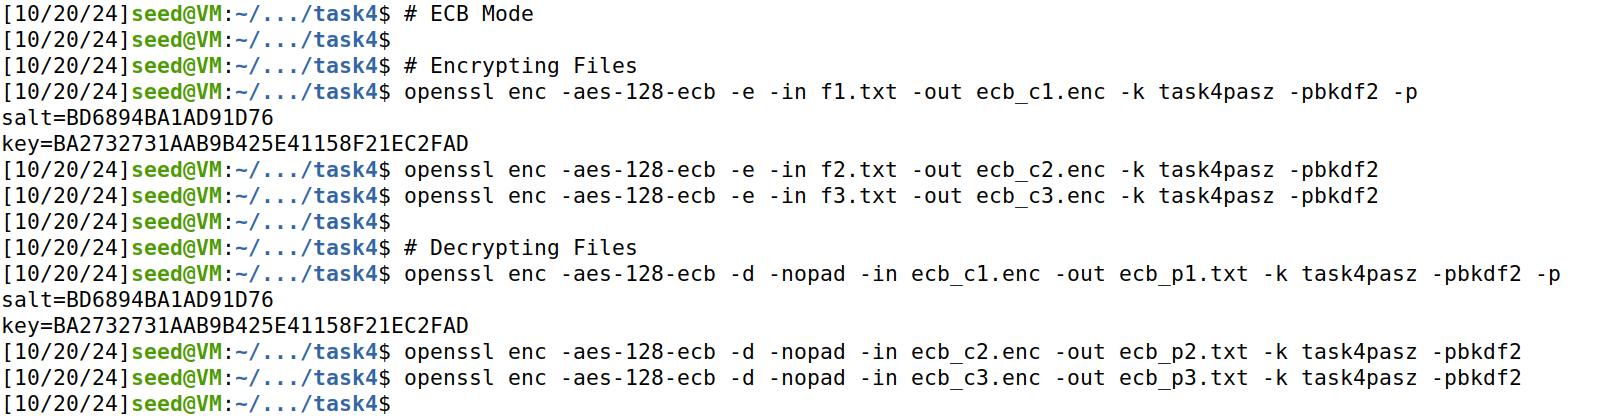 [10/20/24]seed@VM:~/.../task4$ # ECB Mode
[10/20/24]seed@VM:~/.../task4$
[10/20/24]seed@VM:~/.../task4$ # Encrypting Files
[10/20/24]seed@VM:~/.../task4$ openssl enc -aes-128-ecb -e -in f1.txt -out ecb_c1.enc -k task4pasz -pbkdf2 -p
salt=BD6894BA1AD91D76
key=BA2732731AAB9B425E41158F21EC2FAD
[10/20/24]seed@VM:~/.../task4$ openssl enc -aes-128-ecb -e -in f2.txt -out ecb_c2.enc -k task4pasz -pbkdf2
[10/20/24]seed@VM:~/.../task4$ openssl enc -aes-128-ecb -e -in f3.txt -out ecb_c3.enc -k task4pasz -pbkdf2
[10/20/24]seed@VM:~/.../task4$
[10/20/24]seed@VM:~/.../task4$ # Decrypting Files
[10/20/24]seed@VM:~/.../task4$ openssl enc -aes-128-ecb -d -nopad -in ecb_c1.enc -out ecb_p1.txt -k task4pasz -pbkdf2 -p
salt=BD6894BA1AD91D76
key=BA2732731AAB9B425E41158F21EC2FAD
[10/20/24]seed@VM:~/.../task4$ openssl enc -aes-128-ecb -d -nopad -in ecb_c2.enc -out ecb_p2.txt -k task4pasz -pbkdf2
[10/20/24]seed@VM:~/.../task4$ openssl enc -aes-128-ecb -d -nopad -in ecb_c3.enc -out ecb_p3.txt -k task4pasz -pbkdf2
[10/20/24]seed@VM:~/.../task4$